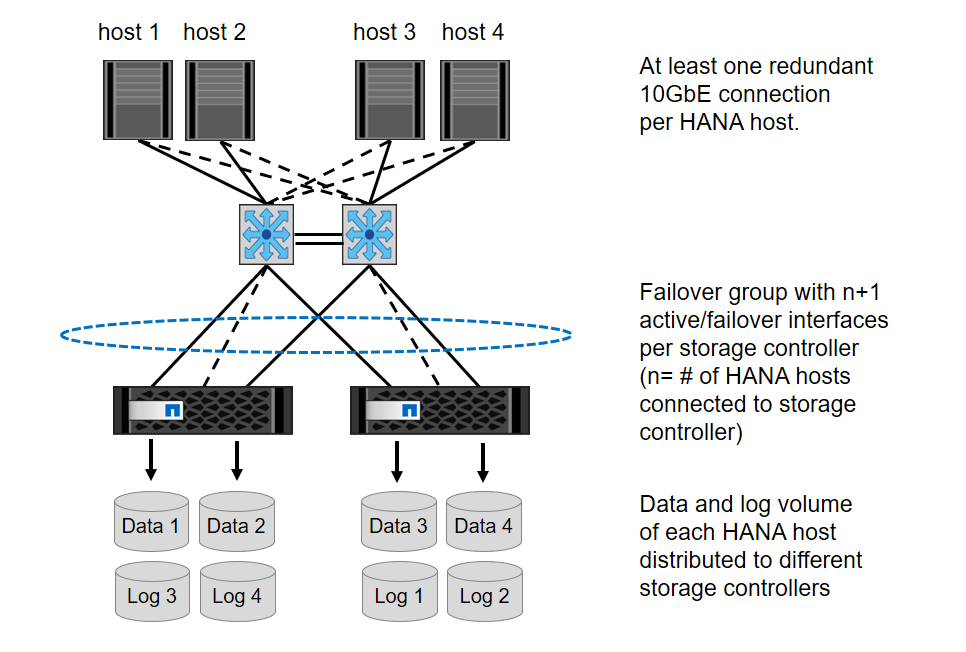 host 1 host 2 host 3 host 4
At least one redundant
10GbE connection
per HANA host.
Failover group with n+1
active/failover interfaces
per storage controller
(n= # of HANA hosts
connected to storage
controller)
Data 1 Data 2 Data 3 Data 4
Log 3 Log 4 Log 1 Log 2
Data and log volume
of each HANA host
distributed to different
storage controllers